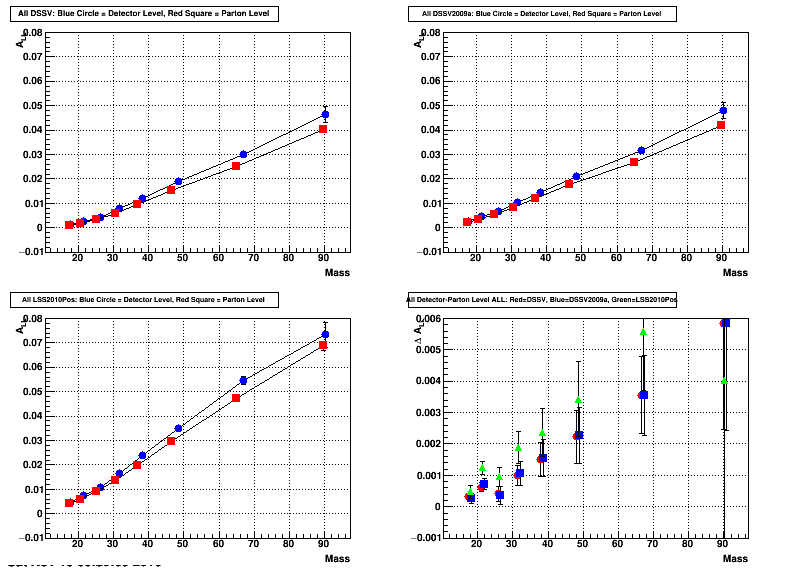 All DSSV: Blue Circle = Detector Level, Red Square = Parton Level
A
0.08
0.07
0.06
0.05
0.04
0.03
0.02
0.01
0
−0.01
20 30 40 50 60 70 80 90
Mass
All DSSV2009a: Blue Circle = Detector Level, Red Square = Parton Level
A
0.08
0.07
0.06
0.05
0.04
0.03
0.02
0.01
0
−0.01
20 30 40 50 60 70 80 90
Mass
All LSS2010Pos: Blue Circle = Detector Level, Red Square = Parton Level
A
0.08
0.07
0.06
0.05
0.04
0.03
0.02
0.01
0
−0.01
20 30 40 50 60 70 80 90
Mass
All Detector-Parton Level ALL: Red=DSSV, Blue=DSSV2009a, Green=LSS2010Pos
Δ A
0.006
0.005
0.004
0.003
0.002
0.001
0
−0.001
20 30 40 50 60 70 80 90
Mass